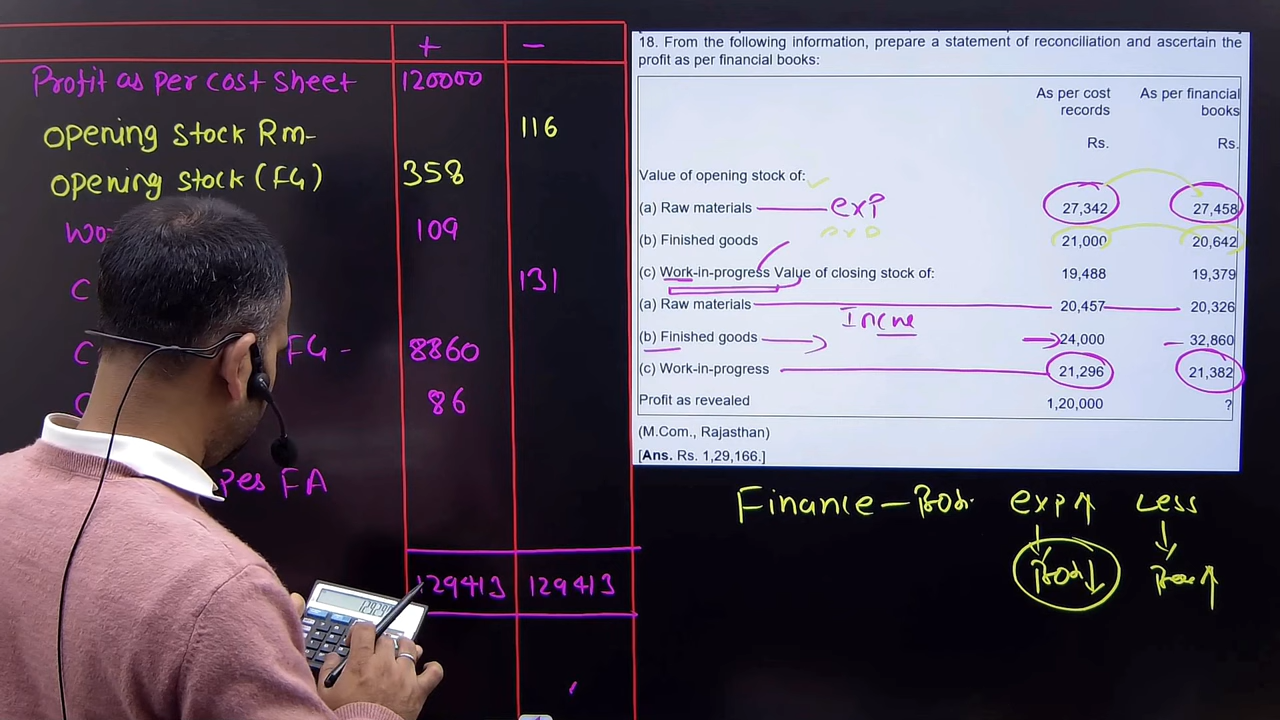 + −
Profit as per cost sheet 120000
opening stock Rm- 116
opening stock (FG) 358
109
C 131
C FG - 8860
86
pes FA
129413 129413
18. From the following information, prepare a statement of reconciliation and ascertain the
profit as per financial books:
As per cost As per financial
records books
Rs. Rs.
Value of opening stock of:
(a) Raw materials exp 27,342 27,458
(b) Finished goods 21,000 20,642
(c) Work-in-progress Value of closing stock of: 19,488 19,379
(a) Raw materials 20,457 20,326
(b) Finished goods 24,000 32,860
(c) Work-in-progress 21,296 21,382
Profit as revealed 1,20,000 ?
(M.Com., Rajasthan)
[Ans. Rs. 1,29,166.]
Finance - exp↑ Less